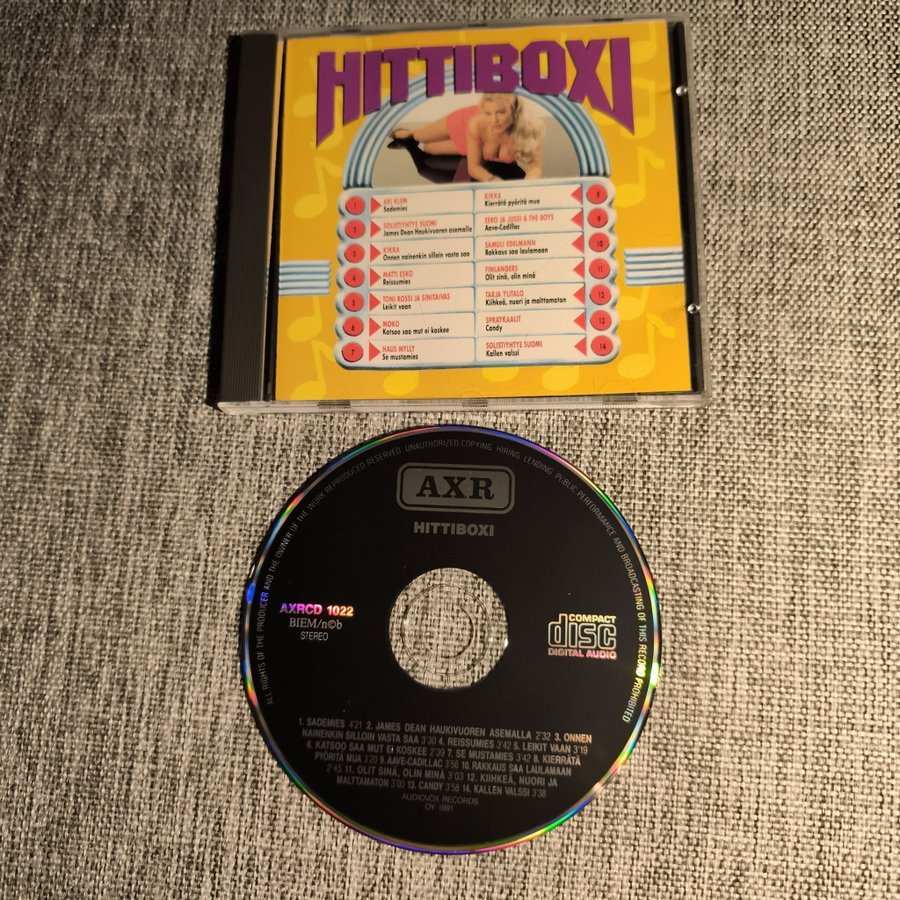 HITTIBOXI
1 ARI KLEM
Sademies
2 SOLISTIYHTYE SUOMI
James Dean Haukivuoren asemalla
3 KIKKA
Onnen nainenkin silloin vasta saa
4 MATTI ESKO
Reissumies
5 TONI ROSSI JA SINITAIVAS
Leikit vaan
6 MOKO
Katsoo saa mut ei koskee
7 HAUS MYLLY
Se mustamies
KIKKA 8
Kierrätä pyöritä mua
EERO JA JUSSI & THE BOYS 9
Aave-Cadillac
SAMULI EDELMANN 10
Rakkaus saa laulamaan
FINLANDERS 11
Olit sinä, olin minä
TARJA YLITALO 12
Kiihkeä, nuori ja malttamaton
SPRAYKAALIT 13
Candy
SOLISTIYHTYE SUOMI 14
Kallen valssi
ALL RIGHTS OF THE PRODUCER AND THE OWNER OF THE WORK REPRODUCED RESERVED UNAUTHORIZED COPYING HIRING LENDING PUBLIC PERFORMANCE AND BROADCASTING OF THIS RECORD PROHIBITED
AXR
HITTIBOXI
AXRCD 1022
BIEM/n©b
STEREO
COMPACT
disc
DIGITAL AUDIO
1. SADEMIES 4'21 2. JAMES DEAN HAUKIVUOREN ASEMALLA 2'32 3. ONNEN
NAINENKIN SILLOIN VASTA SAA 3'30 4. REISSUMIES 3'42 5. LEIKIT VAAN 3'19
6. KATSOO SAA MUT EI KOSKEE 2'39 7. SE MUSTAMIES 3'42 8. KIERRÄTÄ
PYÖRITÄ MUA 3'20 9. AAVE-CADILLAC 3'56 10. RAKKAUS SAA LAULAMAAN
2'45 11. OLIT SINÄ, OLIN MINÄ 3'03 12. KIIHKEÄ, NUORI JA
MALTTAMATON 3'00 13. CANDY 3'58 14. KALLEN VALSSI 3'38
AUDIOVOX RECORDS
OY 1991